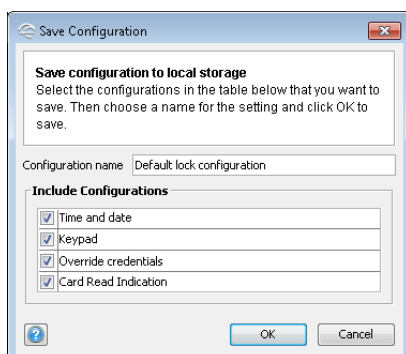 Save Configuration
Save configuration to local storage
Select the configurations in the table below that you want to
save. Then choose a name for the setting and click OK to
save.
Configuration name Default lock configuration
Include Configurations
Time and date
Keypad
Override credentials
Card Read Indication
? OK Cancel